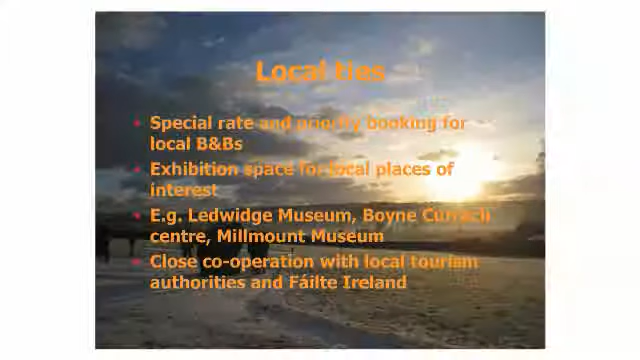 Local ties
Special rate and priority booking for
local B&Bs
Exhibition space for local places of
interest
E.g. Ledwidge Museum, Boyne Currach
centre, Millmount Museum
Close co-operation with local tourism
authorities and Fáilte Ireland